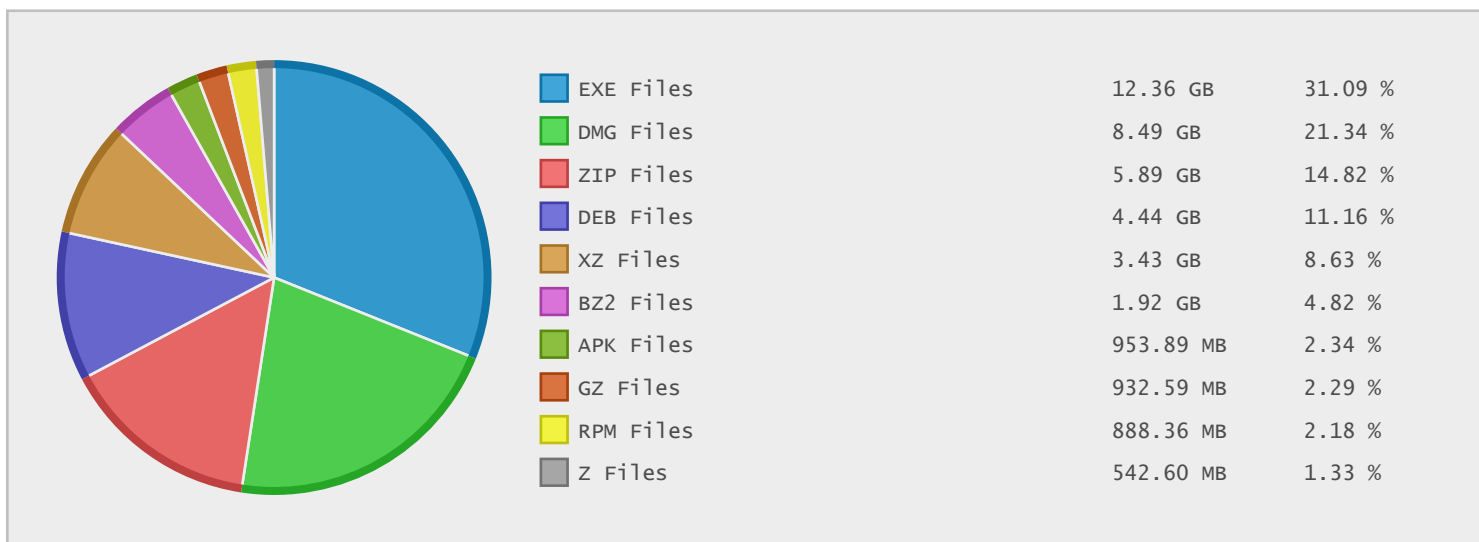 EXE Files 12.36 GB 31.09 %
DMG Files 8.49 GB 21.34 %
ZIP Files 5.89 GB 14.82 %
DEB Files 4.44 GB 11.16 %
XZ Files 3.43 GB 8.63 %
BZ2 Files 1.92 GB 4.82 %
APK Files 953.89 MB 2.34 %
GZ Files 932.59 MB 2.29 %
RPM Files 888.36 MB 2.18 %
Z Files 542.60 MB 1.33 %